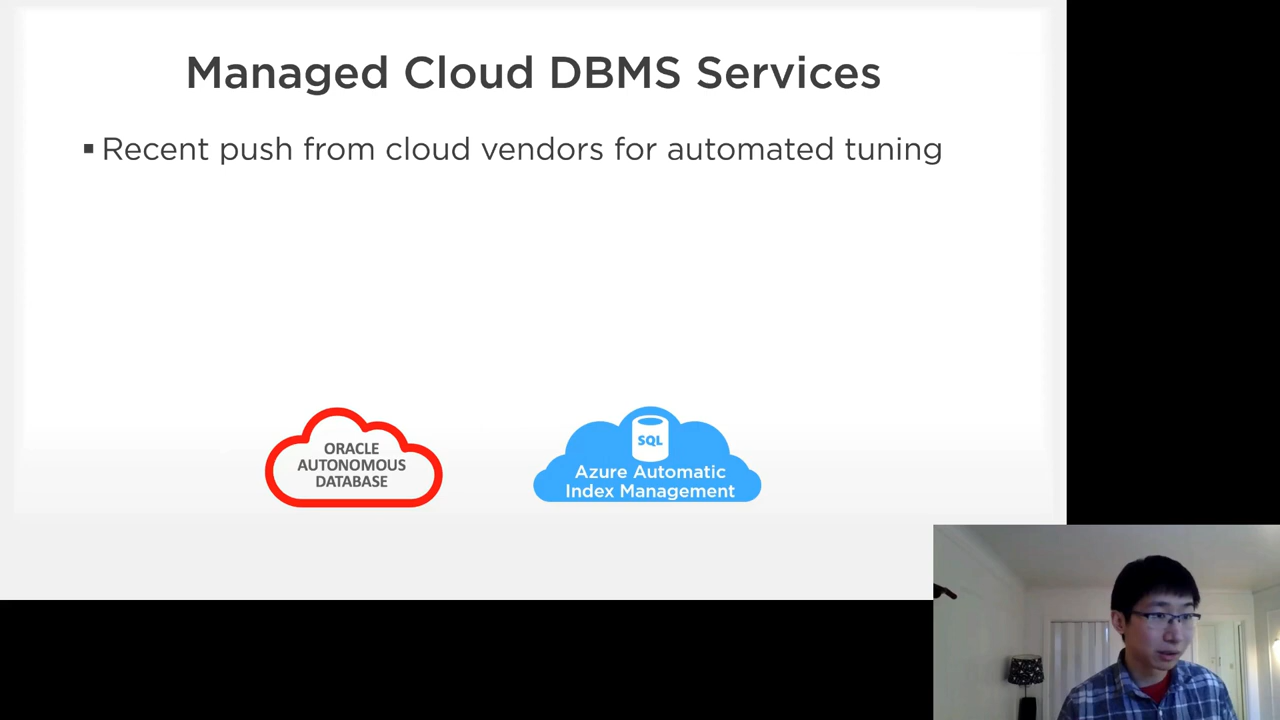 Managed Cloud DBMS Services
▪ Recent push from cloud vendors for automated tuning
ORACLE
AUTONOMOUS
DATABASE
SQL
Azure Automatic
Index Management